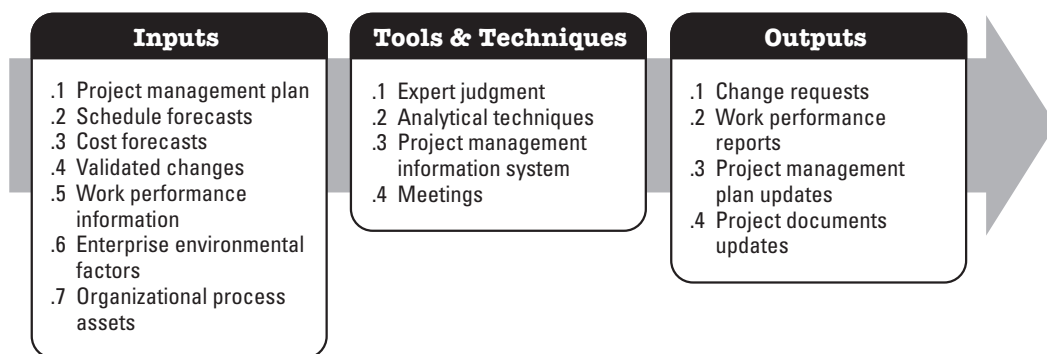 Inputs
.1 Project management plan
.2 Schedule forecasts
.3 Cost forecasts
.4 Validated changes
.5 Work performance
information
.6 Enterprise environmental
factors
.7 Organizational process
assets
Tools & Techniques
.1 Expert judgment
.2 Analytical techniques
.3 Project management
information system
.4 Meetings
Outputs
.1 Change requests
.2 Work performance
reports
.3 Project management
plan updates
.4 Project documents
updates